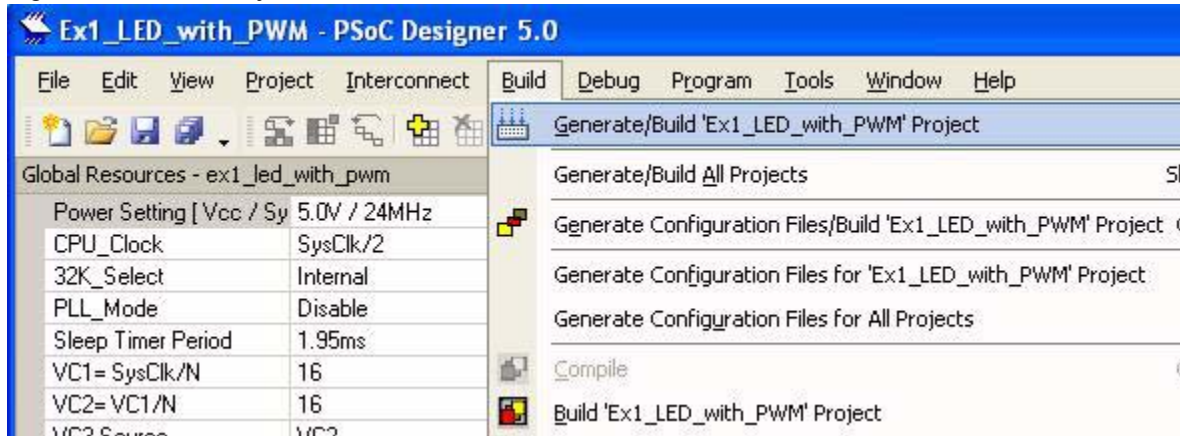 Ex1_LED_with_PWM - PSoC Designer 5.0
File Edit View Project Interconnect Build Debug Program Tools Window Help
Generate/Build 'Ex1_LED_with_PWM' Project
Global Resources - ex1_led_with_pwm
Generate/Build All Projects
Power Setting [ Vcc / Sy 5.0V / 24MHz
Generate Configuration Files/Build 'Ex1_LED_with_PWM' Project
CPU_Clock SysClk/2
32K_Select Internal
Generate Configuration Files for 'Ex1_LED_with_PWM' Project
PLL_Mode Disable
Generate Configuration Files for All Projects
Sleep Timer Period 1.95ms
VC1= SysClk/N 16
Compile
VC2= VC1/N 16
Build 'Ex1_LED_with_PWM' Project
VC3 Source VC2